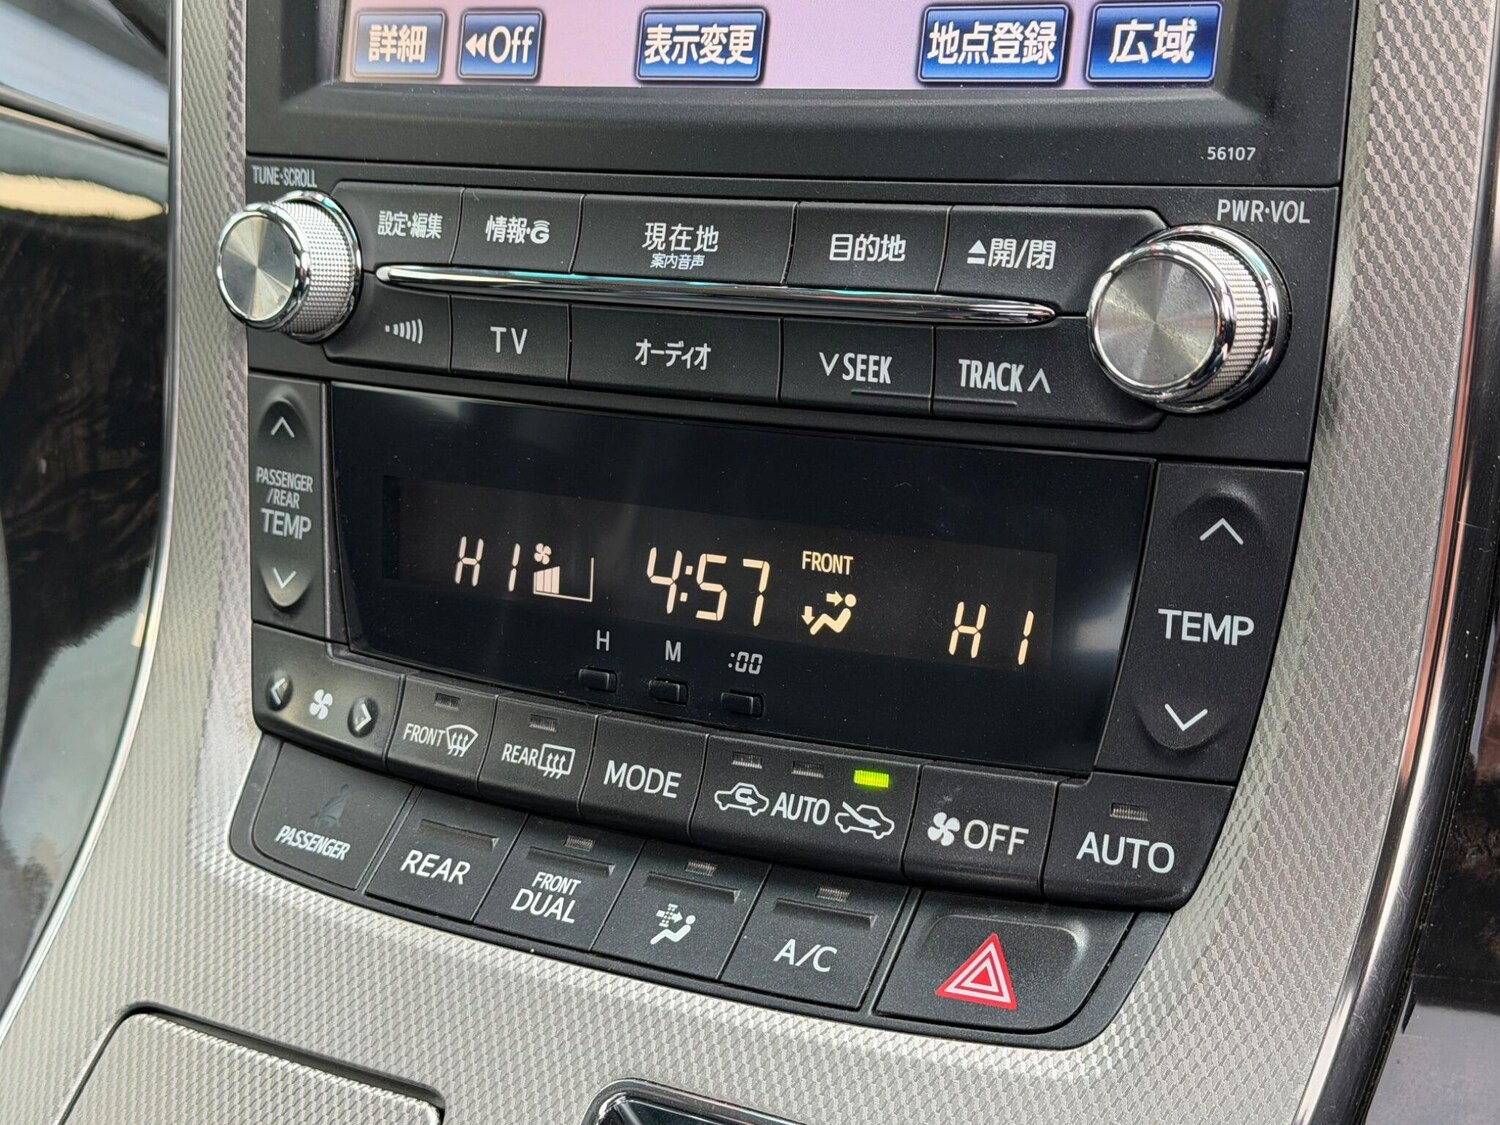 詳細 Off 表示変更 地点登録 広域
56107
TUNE・SCROLL
PWR・VOL
設定・編集 情報・G 現在地 目的地 開/閉
案内音声
TV オーディオ SEEK TRACK
PASSENGER
/REAR
TEMP
HI 4:57 FRONT HI
TEMP
H M :00
FRONT REAR MODE AUTO OFF AUTO
PASSENGER REAR FRONT
DUAL
A/C